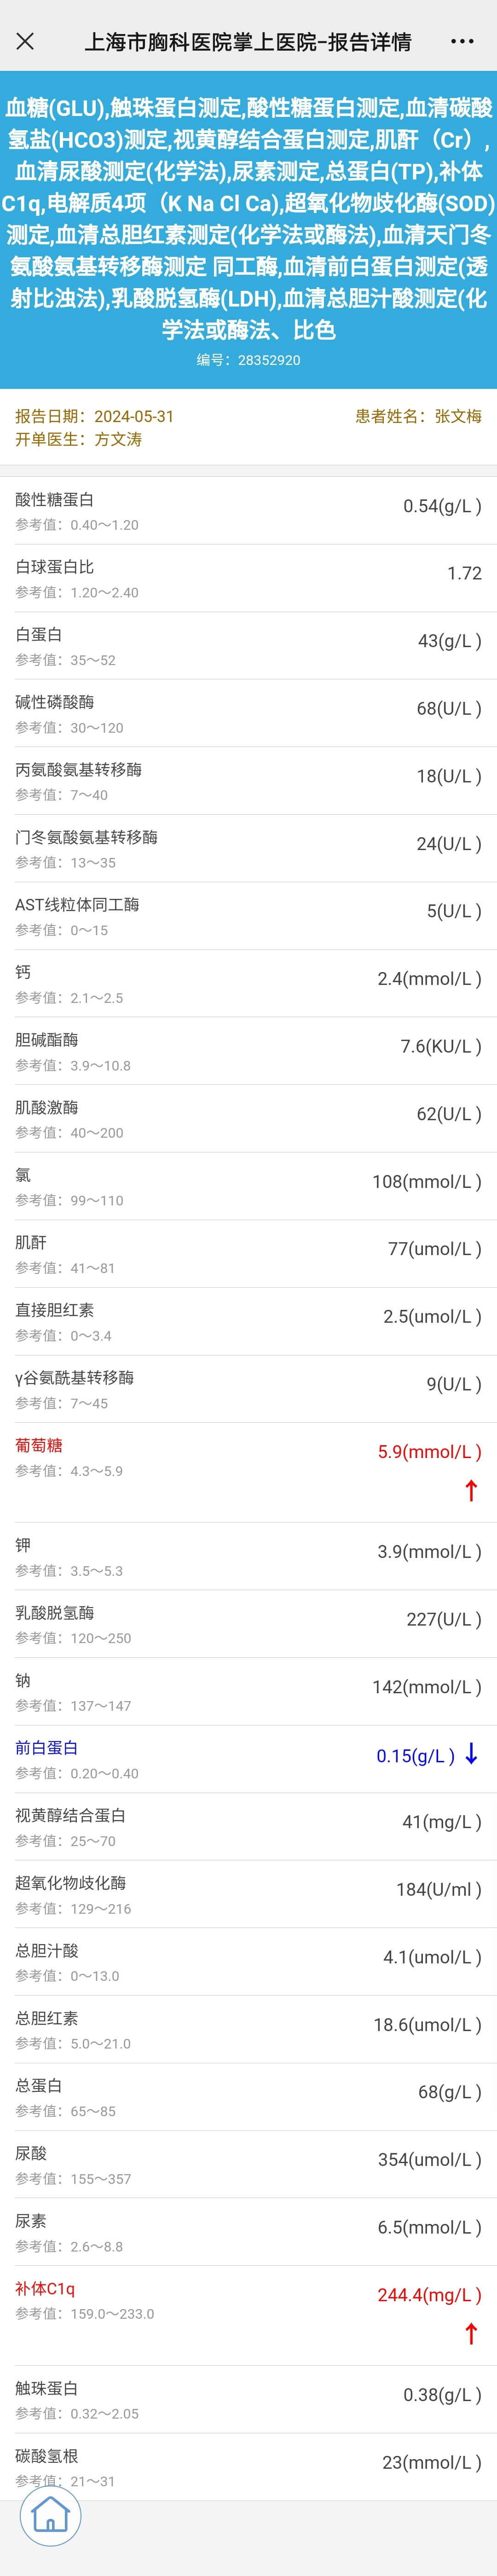 上海市胸科医院掌上医院-报告详情
血糖(GLU),触珠蛋白测定,酸性糖蛋白测定,血清碳酸
氢盐(HCO3)测定,视黄醇结合蛋白测定,肌酐（Cr）,
血清尿酸测定(化学法),尿素测定,总蛋白(TP),补体
C1q,电解质4项（K Na Cl Ca),超氧化物歧化酶(SOD)
测定,血清总胆红素测定(化学法或酶法),血清天门冬
氨酸氨基转移酶测定 同工酶,血清前白蛋白测定(透
射比浊法),乳酸脱氢酶(LDH),血清总胆汁酸测定(化
学法或酶法、比色
编号：28352920
报告日期：2024-05-31 患者姓名：张文梅
开单医生：方文涛
酸性糖蛋白 0.54(g/L )
参考值：0.40～1.20
白球蛋白比 1.72
参考值：1.20～2.40
白蛋白 43(g/L )
参考值：35～52
碱性磷酸酶 68(U/L )
参考值：30～120
丙氨酸氨基转移酶 18(U/L )
参考值：7～40
门冬氨酸氨基转移酶 24(U/L )
参考值：13～35
AST线粒体同工酶 5(U/L )
参考值：0～15
钙 2.4(mmol/L )
参考值：2.1～2.5
胆碱酯酶 7.6(KU/L )
参考值：3.9～10.8
肌酸激酶 62(U/L )
参考值：40～200
氯 108(mmol/L )
参考值：99～110
肌酐 77(umol/L )
参考值：41～81
直接胆红素 2.5(umol/L )
参考值：0～3.4
γ谷氨酰基转移酶 9(U/L )
参考值：7～45
葡萄糖 5.9(mmol/L )
参考值：4.3～5.9
↑
钾 3.9(mmol/L )
参考值：3.5～5.3
乳酸脱氢酶 227(U/L )
参考值：120～250
钠 142(mmol/L )
参考值：137～147
前白蛋白 0.15(g/L ) ↓
参考值：0.20～0.40
视黄醇结合蛋白 41(mg/L )
参考值：25～70
超氧化物歧化酶 184(U/ml )
参考值：129～216
总胆汁酸 4.1(umol/L )
参考值：0～13.0
总胆红素 18.6(umol/L )
参考值：5.0～21.0
总蛋白 68(g/L )
参考值：65～85
尿酸 354(umol/L )
参考值：155～357
尿素 6.5(mmol/L )
参考值：2.6～8.8
补体C1q 244.4(mg/L )
参考值：159.0～233.0
↑
触珠蛋白 0.38(g/L )
参考值：0.32～2.05
碳酸氢根 23(mmol/L )
参考值：21～31